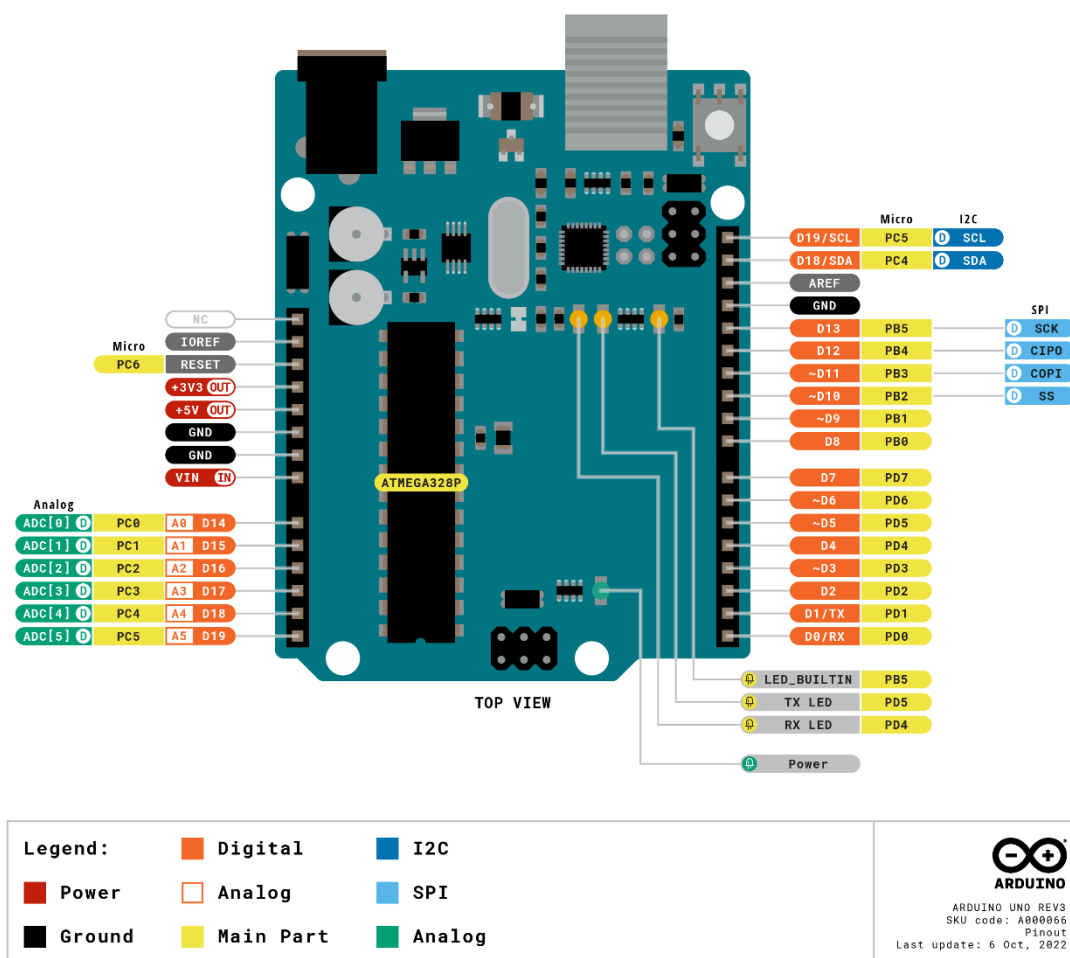 Micro I2C
D19/SCL PC5 D SCL
D18/SDA PC4 D SDA
AREF
GND
SPI
D13 PB5 D SCK
D12 PB4 D CIPO
~D11 PB3 D COPI
~D10 PB2 D SS
~D9 PB1
D8 PB0
D7 PD7
~D6 PD6
~D5 PD5
D4 PD4
~D3 PD3
D2 PD2
D1/TX PD1
D0/RX PD0
NC
IOREF
Micro
PC6 RESET
+3V3 OUT
+5V OUT
GND
GND
VIN IN
Analog
ADC[0] D PC0 A0 D14
ADC[1] D PC1 A1 D15
ADC[2] D PC2 A2 D16
ADC[3] D PC3 A3 D17
ADC[4] D PC4 A4 D18
ADC[5] D PC5 A5 D19
ATMEGA328P
LED_BUILTIN PB5
TX LED PD5
RX LED PD4
Power
TOP VIEW
Legend:
Digital
I2C
Power
Analog
SPI
Ground
Main Part
Analog
ARDUINO
ARDUINO UNO REV3
SKU code: A000066
Pinout
Last update: 6 Oct, 2022